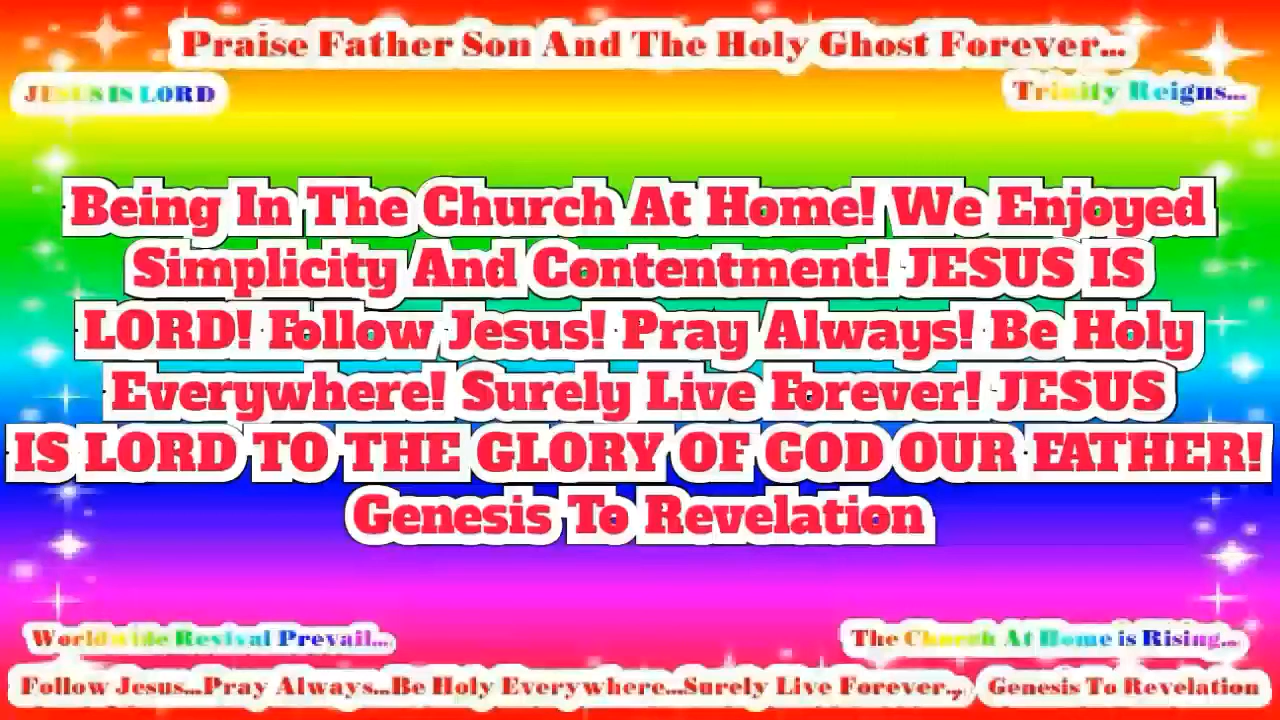 Praise Father Son And The Holy Ghost Forever...
JESUS IS LORD
Trinity Reigns...
Being In The Church At Home! We Enjoyed
Simplicity And Contentment! JESUS IS
LORD! Follow Jesus! Pray Always! Be Holy
Everywhere! Surely Live Forever! JESUS
IS LORD TO THE GLORY OF GOD OUR FATHER!
Genesis To Revelation
Worldwide Revival Prevail...
The Church At Home is Rising...
Follow Jesus...Pray Always...Be Holy Everywhere...Surely Live Forever..,
Genesis To Revelation